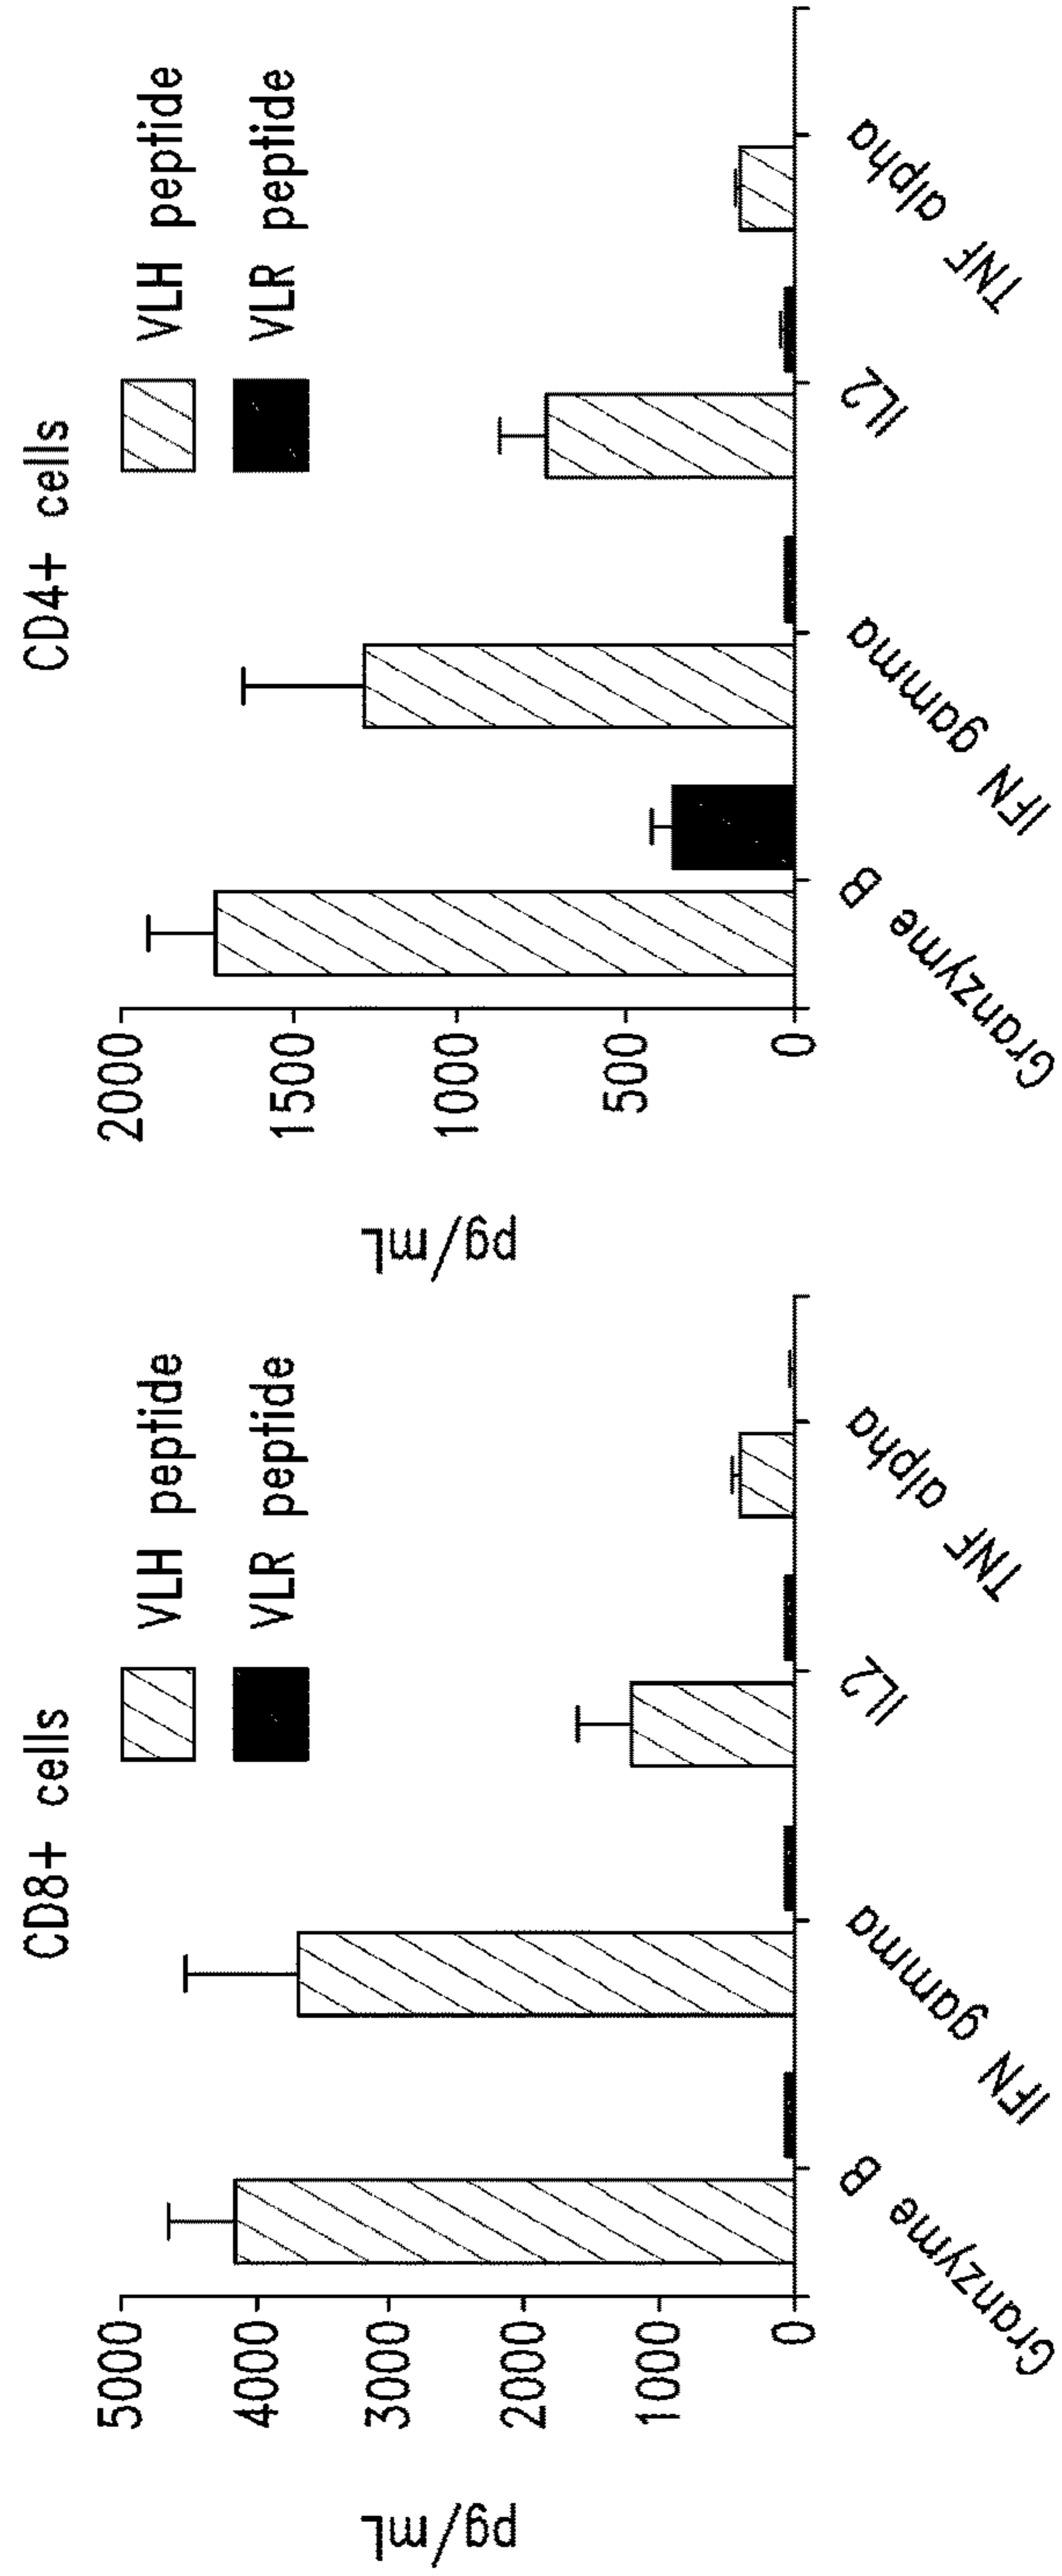 CD8+ cells
VLH peptide
VLR peptide
pg/mL
5000
4000
3000
2000
1000
0
Granzyme B
IFN gamma
IL2
TNF alpha
CD4+ cells
VLH peptide
VLR peptide
pg/mL
2000
1500
1000
500
0
Granzyme B
IFN gamma
IL2
TNF alpha